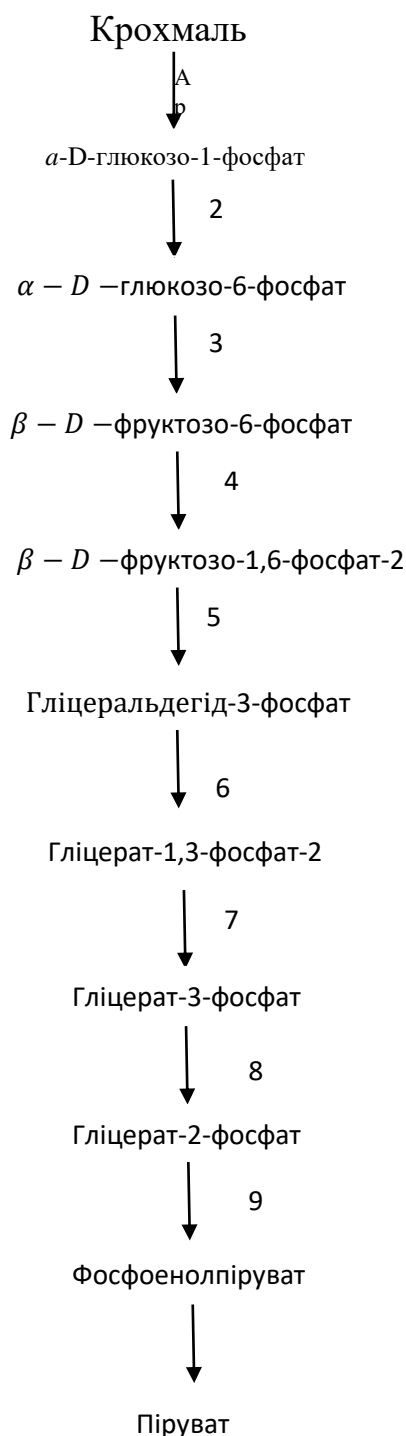 Крохмаль
А
р
a-D-глюкозо-1-фосфат
2
α − D −глюкозо-6-фосфат
3
β − D −фруктозо-6-фосфат
4
β − D −фруктозо-1,6-фосфат-2
5
Гліцеральдегід-3-фосфат
6
Гліцерат-1,3-фосфат-2
7
Гліцерат-3-фосфат
8
Гліцерат-2-фосфат
9
Фосфоенолпіруват
Піруват